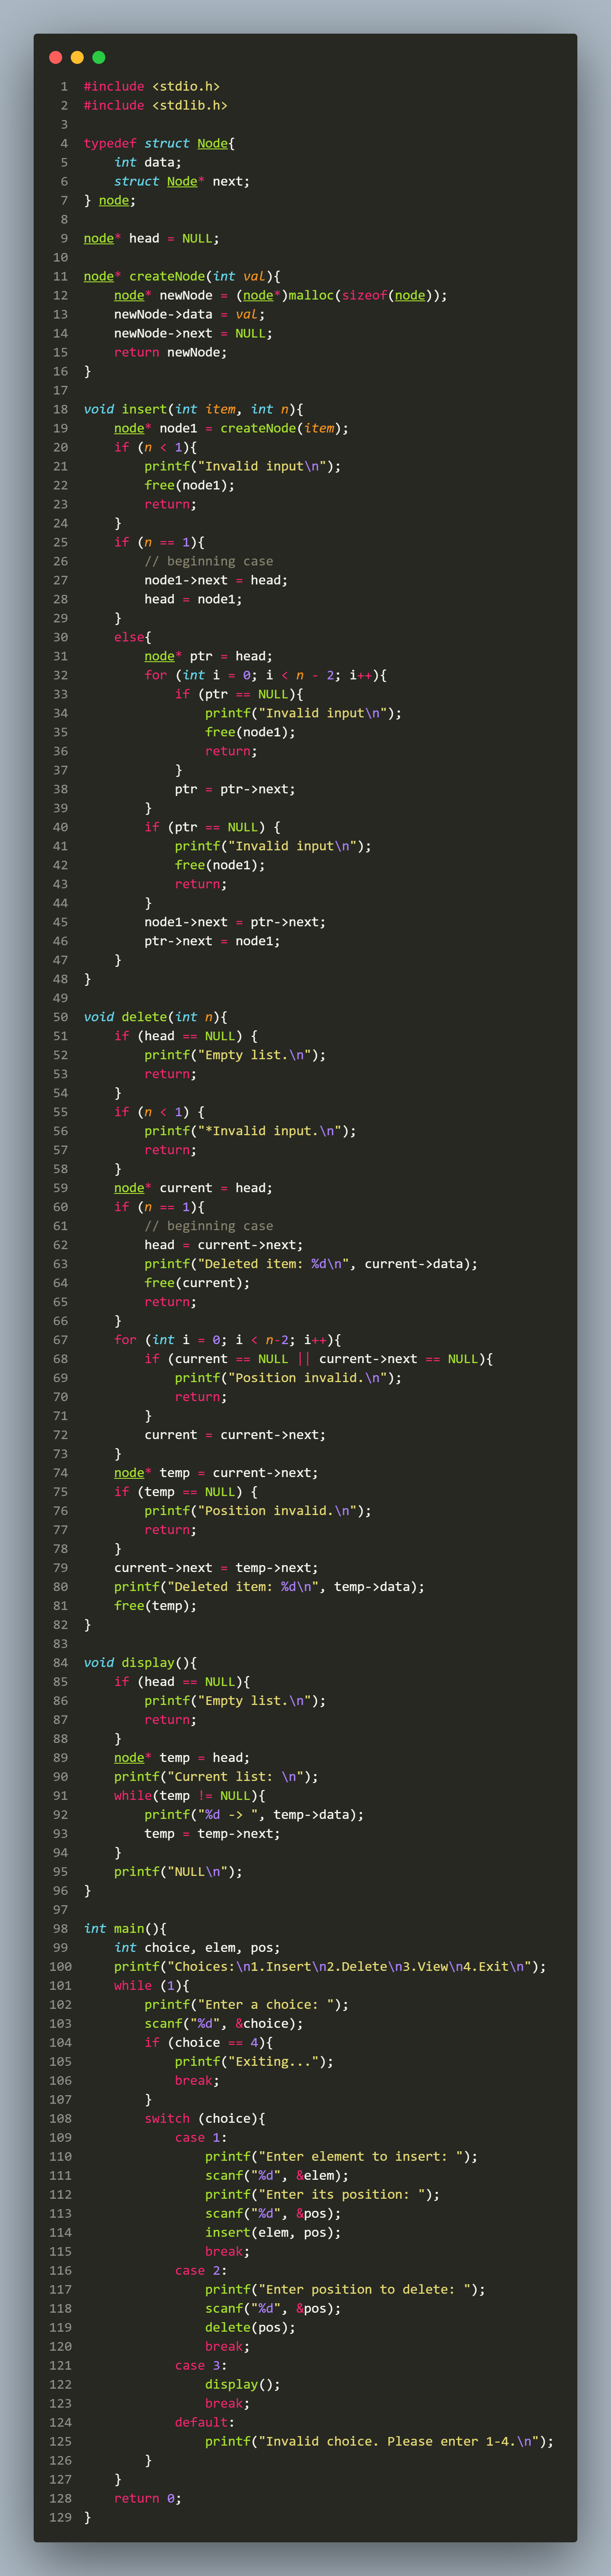 1 #include <stdio.h>
2 #include <stdlib.h>
3
4 typedef struct Node{
5     int data;
6     struct Node* next;
7 } node;
8
9 node* head = NULL;
10
11 node* createNode(int val){
12     node* newNode = (node*)malloc(sizeof(node));
13     newNode->data = val;
14     newNode->next = NULL;
15     return newNode;
16 }
17
18 void insert(int item, int n){
19     node* node1 = createNode(item);
20     if (n < 1){
21         printf("Invalid input\n");
22         free(node1);
23         return;
24     }
25     if (n == 1){
26         // beginning case
27         node1->next = head;
28         head = node1;
29     }
30     else{
31         node* ptr = head;
32         for (int i = 0; i < n - 2; i++){
33             if (ptr == NULL){
34                 printf("Invalid input\n");
35                 free(node1);
36                 return;
37             }
38             ptr = ptr->next;
39         }
40         if (ptr == NULL) {
41             printf("Invalid input\n");
42             free(node1);
43             return;
44         }
45         node1->next = ptr->next;
46         ptr->next = node1;
47     }
48 }
49
50 void delete(int n){
51     if (head == NULL) {
52         printf("Empty list.\n");
53         return;
54     }
55     if (n < 1) {
56         printf("*Invalid input.\n");
57         return;
58     }
59     node* current = head;
60     if (n == 1){
61         // beginning case
62         head = current->next;
63         printf("Deleted item: %d\n", current->data);
64         free(current);
65         return;
66     }
67     for (int i = 0; i < n-2; i++){
68         if (current == NULL || current->next == NULL){
69             printf("Position invalid.\n");
70             return;
71         }
72         current = current->next;
73     }
74     node* temp = current->next;
75     if (temp == NULL) {
76         printf("Position invalid.\n");
77         return;
78     }
79     current->next = temp->next;
80     printf("Deleted item: %d\n", temp->data);
81     free(temp);
82 }
83
84 void display(){
85     if (head == NULL){
86         printf("Empty list.\n");
87         return;
88     }
89     node* temp = head;
90     printf("Current list: \n");
91     while(temp != NULL){
92         printf("%d -> ", temp->data);
93         temp = temp->next;
94     }
95     printf("NULL\n");
96 }
97
98 int main(){
99     int choice, elem, pos;
100     printf("Choices:\n1.Insert\n2.Delete\n3.View\n4.Exit\n");
101     while (1){
102         printf("Enter a choice: ");
103         scanf("%d", &choice);
104         if (choice == 4){
105             printf("Exiting...");
106             break;
107         }
108         switch (choice){
109             case 1:
110                 printf("Enter element to insert: ");
111                 scanf("%d", &elem);
112                 printf("Enter its position: ");
113                 scanf("%d", &pos);
114                 insert(elem, pos);
115                 break;
116             case 2:
117                 printf("Enter position to delete: ");
118                 scanf("%d", &pos);
119                 delete(pos);
120                 break;
121             case 3:
122                 display();
123                 break;
124             default:
125                 printf("Invalid choice. Please enter 1-4.\n");
126         }
127     }
128     return 0;
129 }